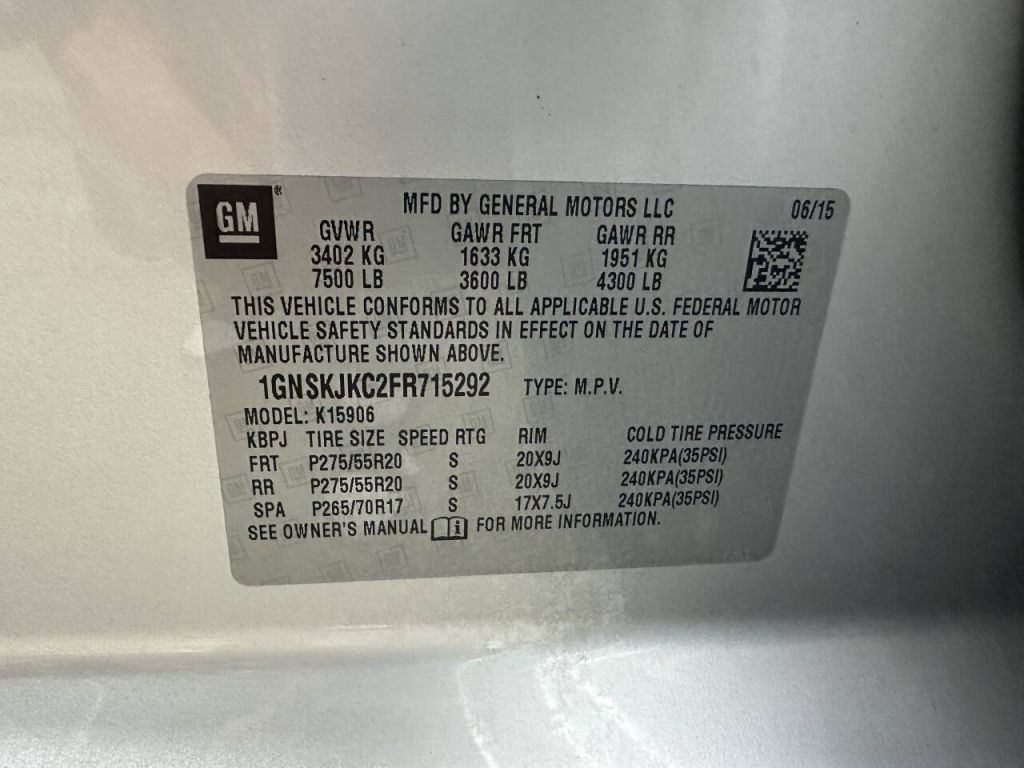 GM ®
MFD BY GENERAL MOTORS LLC 06/15
GVWR GAWR FRT GAWR RR
3402 KG 1633 KG 1951 KG
7500 LB 3600 LB 4300 LB
THIS VEHICLE CONFORMS TO ALL APPLICABLE U.S. FEDERAL MOTOR
VEHICLE SAFETY STANDARDS IN EFFECT ON THE DATE OF
MANUFACTURE SHOWN ABOVE.
1GNSKJKC2FR715292 TYPE: M.P.V.
MODEL: K15906
KBPJ TIRE SIZE SPEED RTG RIM COLD TIRE PRESSURE
FRT P275/55R20 S 20X9J 240KPA(35PSI)
RR P275/55R20 S 20X9J 240KPA(35PSI)
SPA P265/70R17 S 17X7.5J 240KPA(35PSI)
SEE OWNER'S MANUAL i FOR MORE INFORMATION.